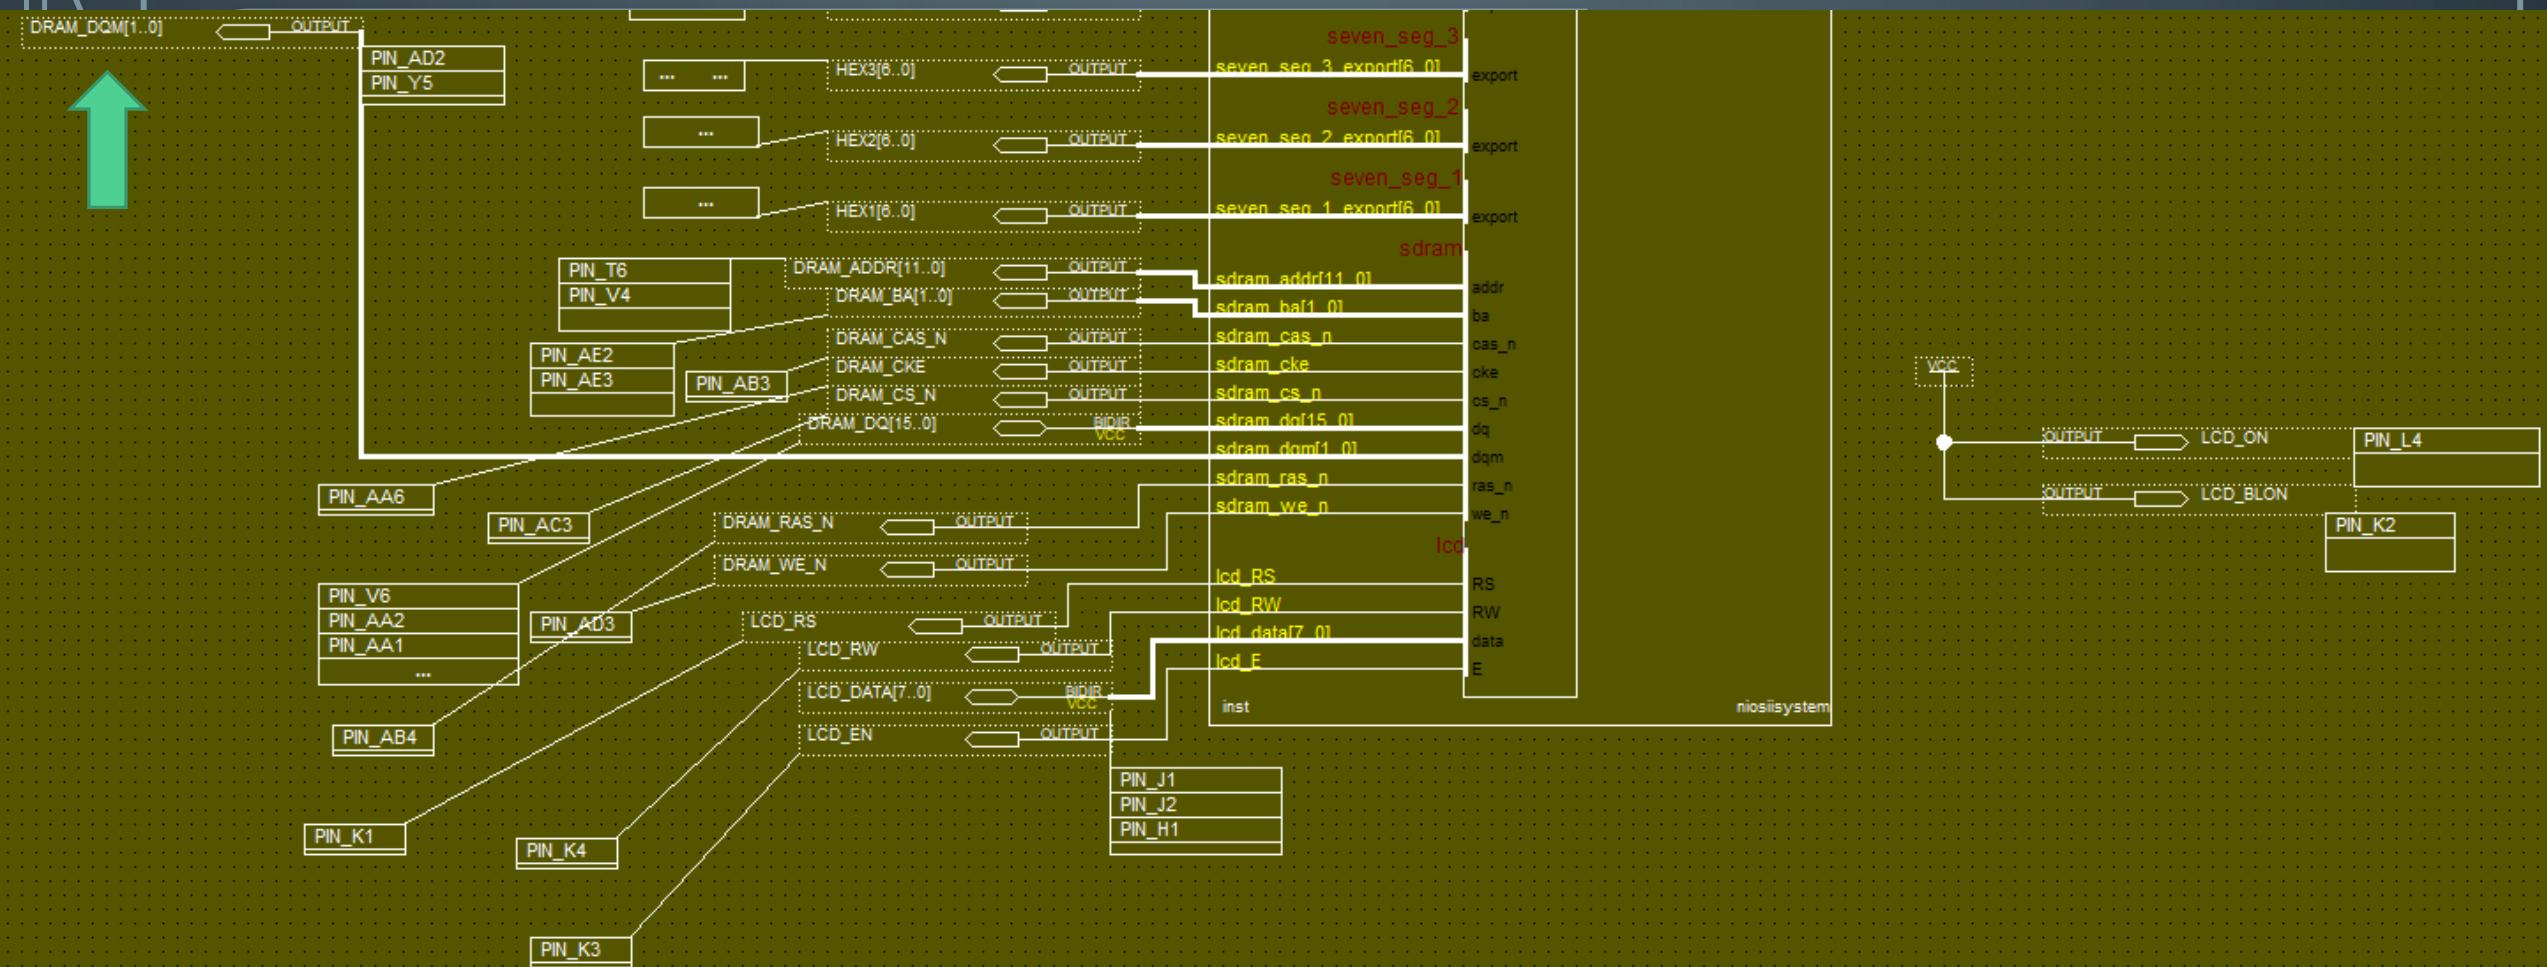 DRAM_DQM[1..0] OUTPUT
PIN_AD2
PIN_Y5
seven_seg_3
... ...
HEX3[6..0] OUTPUT
seven_seg_3_export[6..0]
export
seven_seg_2
...
HEX2[6..0] OUTPUT
seven_seg_2_export[6..0]
export
seven_seg_1
...
HEX1[6..0] OUTPUT
seven_seg_1_export[6..0]
export
sdram
PIN_T6
PIN_V4
DRAM_ADDR[11..0] OUTPUT
sdram_addr[11..0]
addr
DRAM_BA[1..0] OUTPUT
sdram_ba[1..0]
ba
DRAM_CAS_N OUTPUT
sdram_cas_n
cas_n
PIN_AE2
PIN_AE3
PIN_AB3
DRAM_CKE OUTPUT
sdram_cke
cke
DRAM_CS_N OUTPUT
sdram_cs_n
cs_n
DRAM_DQ[15..0] BIDIR
VCC
sdram_dq[15..0]
dq
sdram_dqm[1..0]
dqm
sdram_ras_n
ras_n
sdram_we_n
we_n
VCC
OUTPUT LCD_ON
PIN_L4
OUTPUT LCD_BLON
PIN_K2
PIN_AA6
PIN_AC3
DRAM_RAS_N OUTPUT
DRAM_WE_N OUTPUT
lcd
PIN_V6
PIN_AA2
PIN_AA1
...
PIN_AD3
LCD_RS OUTPUT
lcd_RS
RS
LCD_RW OUTPUT
lcd_RW
RW
LCD_DATA[7..0] BIDIR
VCC
lcd_data[7..0]
data
LCD_EN OUTPUT
lcd_E
E
inst
niosiisystem
PIN_AB4
PIN_J1
PIN_J2
PIN_H1
PIN_K1
PIN_K4
PIN_K3